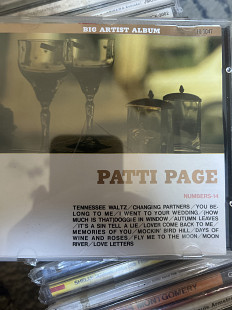 BIG ARTIST ALBUM
PATTI PAGE
NUMBERS 14
TENNESSEE WALTZ/CHANGING PARTNERS/YOU BE-
LONG TO ME/I WENT TO YOUR WEDDING/(HOW
MUCH IS THAT)DOGGIE IN WINDOW/AUTUMN LEAVES
/IT'S A SIN TELL A LIE/LOVER COME BACK TO ME/
MEMORIES OF YOU/MOCKIN' BIRD HILL/DAYS OF
WINE AND ROSES/FLY ME TO THE MOON/MOON
RIVER/LOVE LETTERS